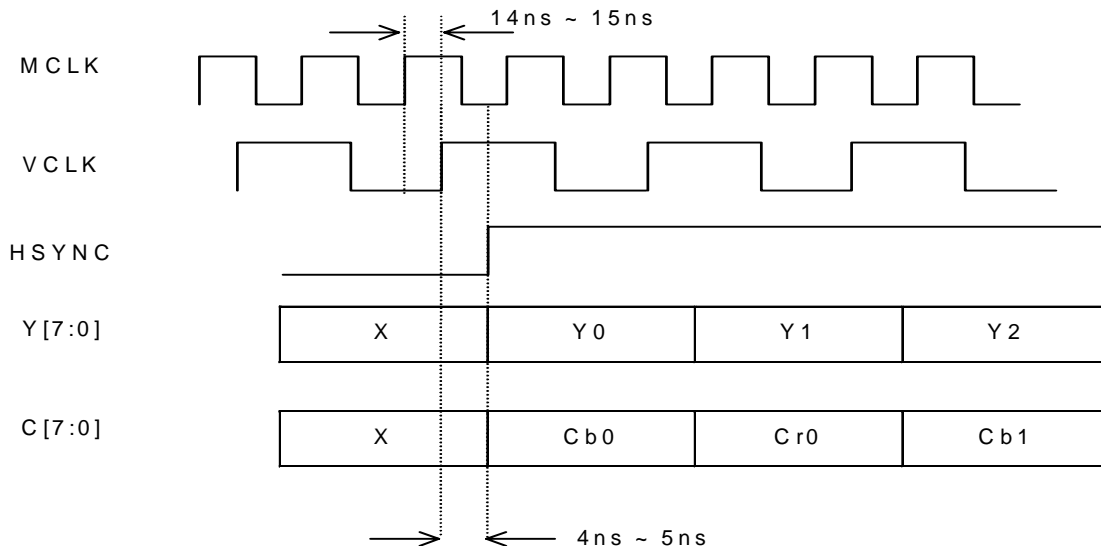 14ns ~ 15ns
MCLK
VCLK
HSYNC
Y[7:0]
X
Y0
Y1
Y2
C[7:0]
X
Cb0
Cr0
Cb1
4ns ~ 5ns